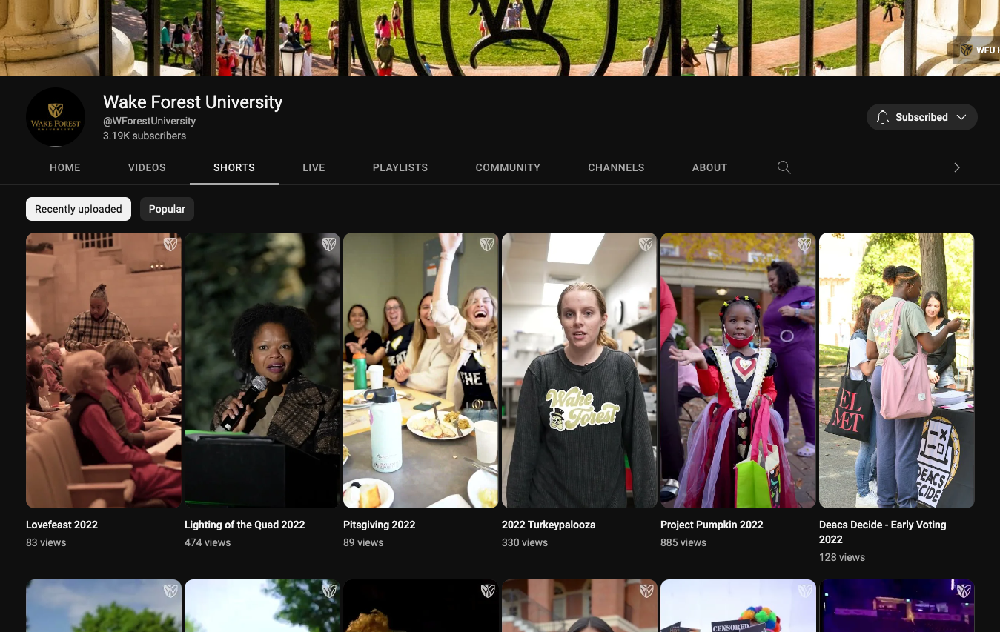 WFU H
WAKE FOREST
UNIVERSITY
Wake Forest University
@WForestUniversity
3.19K subscribers
Subscribed
HOME
VIDEOS
SHORTS
LIVE
PLAYLISTS
COMMUNITY
CHANNELS
ABOUT
Recently uploaded
Popular
THE
Wake
Forest
EL
MET
DEACS
Lovefeast 2022
83 views
Lighting of the Quad 2022
474 views
Pitsgiving 2022
89 views
2022 Turkeypalooza
330 views
Project Pumpkin 2022
885 views
Deacs Decide - Early Voting
2022
128 views
CENSORED